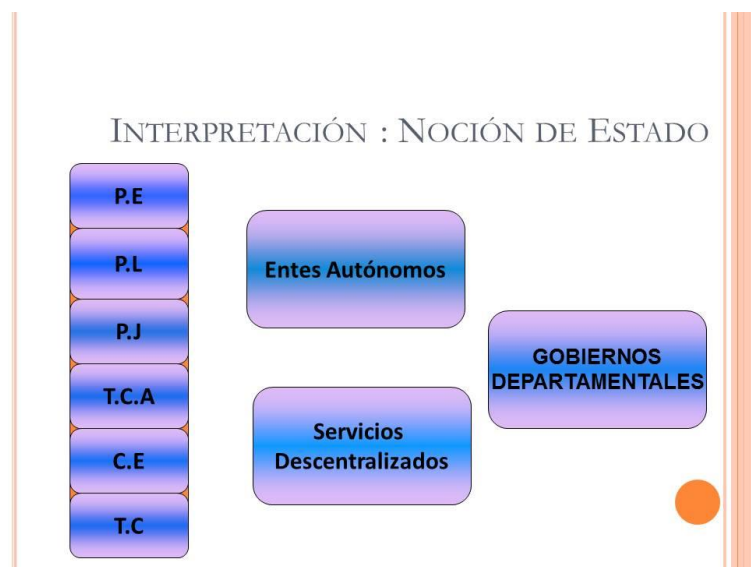 INTERPRETACIÓN : NOCIÓN DE ESTADO
P.E
P.L
P.J
T.C.A
C.E
T.C
Entes Autónomos
Servicios
Descentralizados
GOBIERNOS
DEPARTAMENTALES